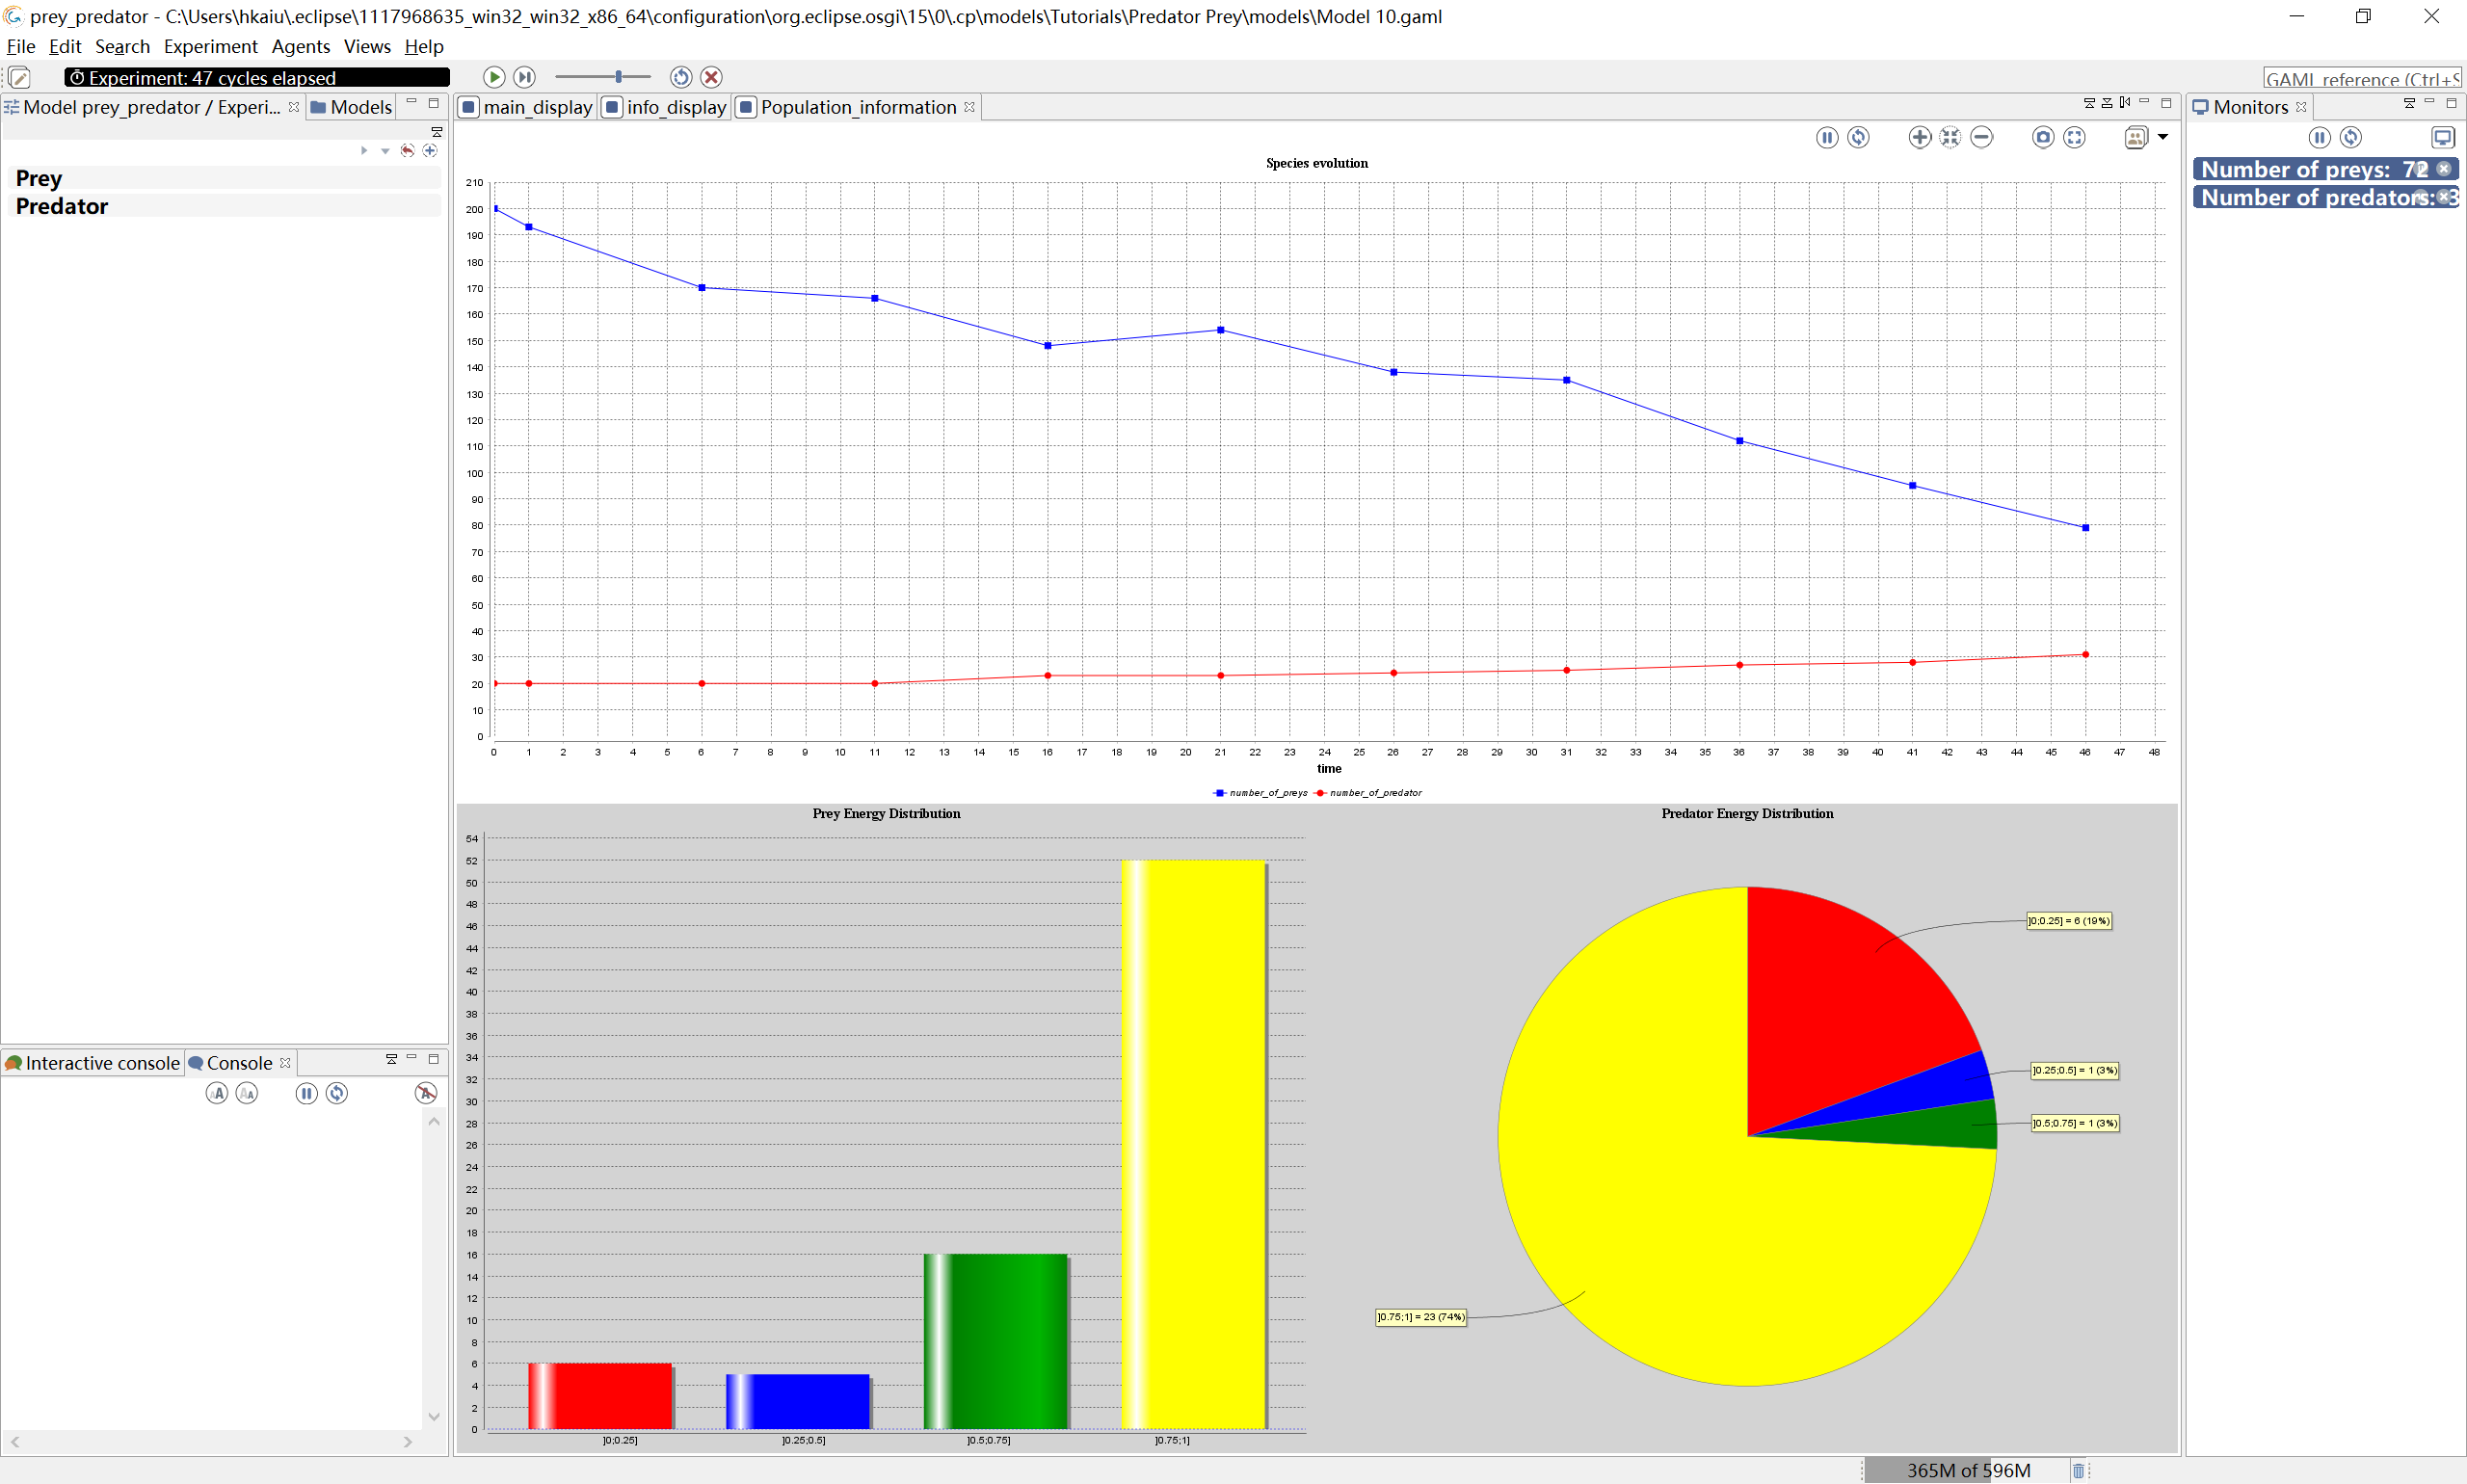 prey_predator - C:\Users\hkaiu\.eclipse\1117968635_win32_win32_x86_64\configuration\org.eclipse.osgi\15\0\.cp\models\Tutorials\Predator Prey\models\Model 10.gaml
File Edit Search Experiment Agents Views Help
Experiment: 47 cycles elapsed
GAML reference (Ctrl+S
Model prey_predator / Experi...
Models
Prey
Predator
main_display
info_display
Population_information
Monitors
Number of preys: 72
Number of predators: 3
Species evolution
210
200
190
180
170
160
150
140
130
120
110
100
90
80
70
60
50
40
30
20
10
0
0 1 2 3 4 5 6 7 8 9 10 11 12 13 14 15 16 17 18 19 20 21 22 23 24 25 26 27 28 29 30 31 32 33 34 35 36 37 38 39 40 41 42 43 44 45 46 47 48
time
number_of_preys number_of_predator
Interactive console
Console
Prey Energy Distribution
54
52
50
48
46
44
42
40
38
36
34
32
30
28
26
24
22
20
18
16
14
12
10
8
6
4
2
0
]0;0.25] ]0.25;0.5] ]0.5;0.75] ]0.75;1]
Predator Energy Distribution
]0;0.25] = 6 (19%)
]0.25;0.5] = 1 (3%)
]0.5;0.75] = 1 (3%)
]0.75;1] = 23 (74%)
365M of 596M